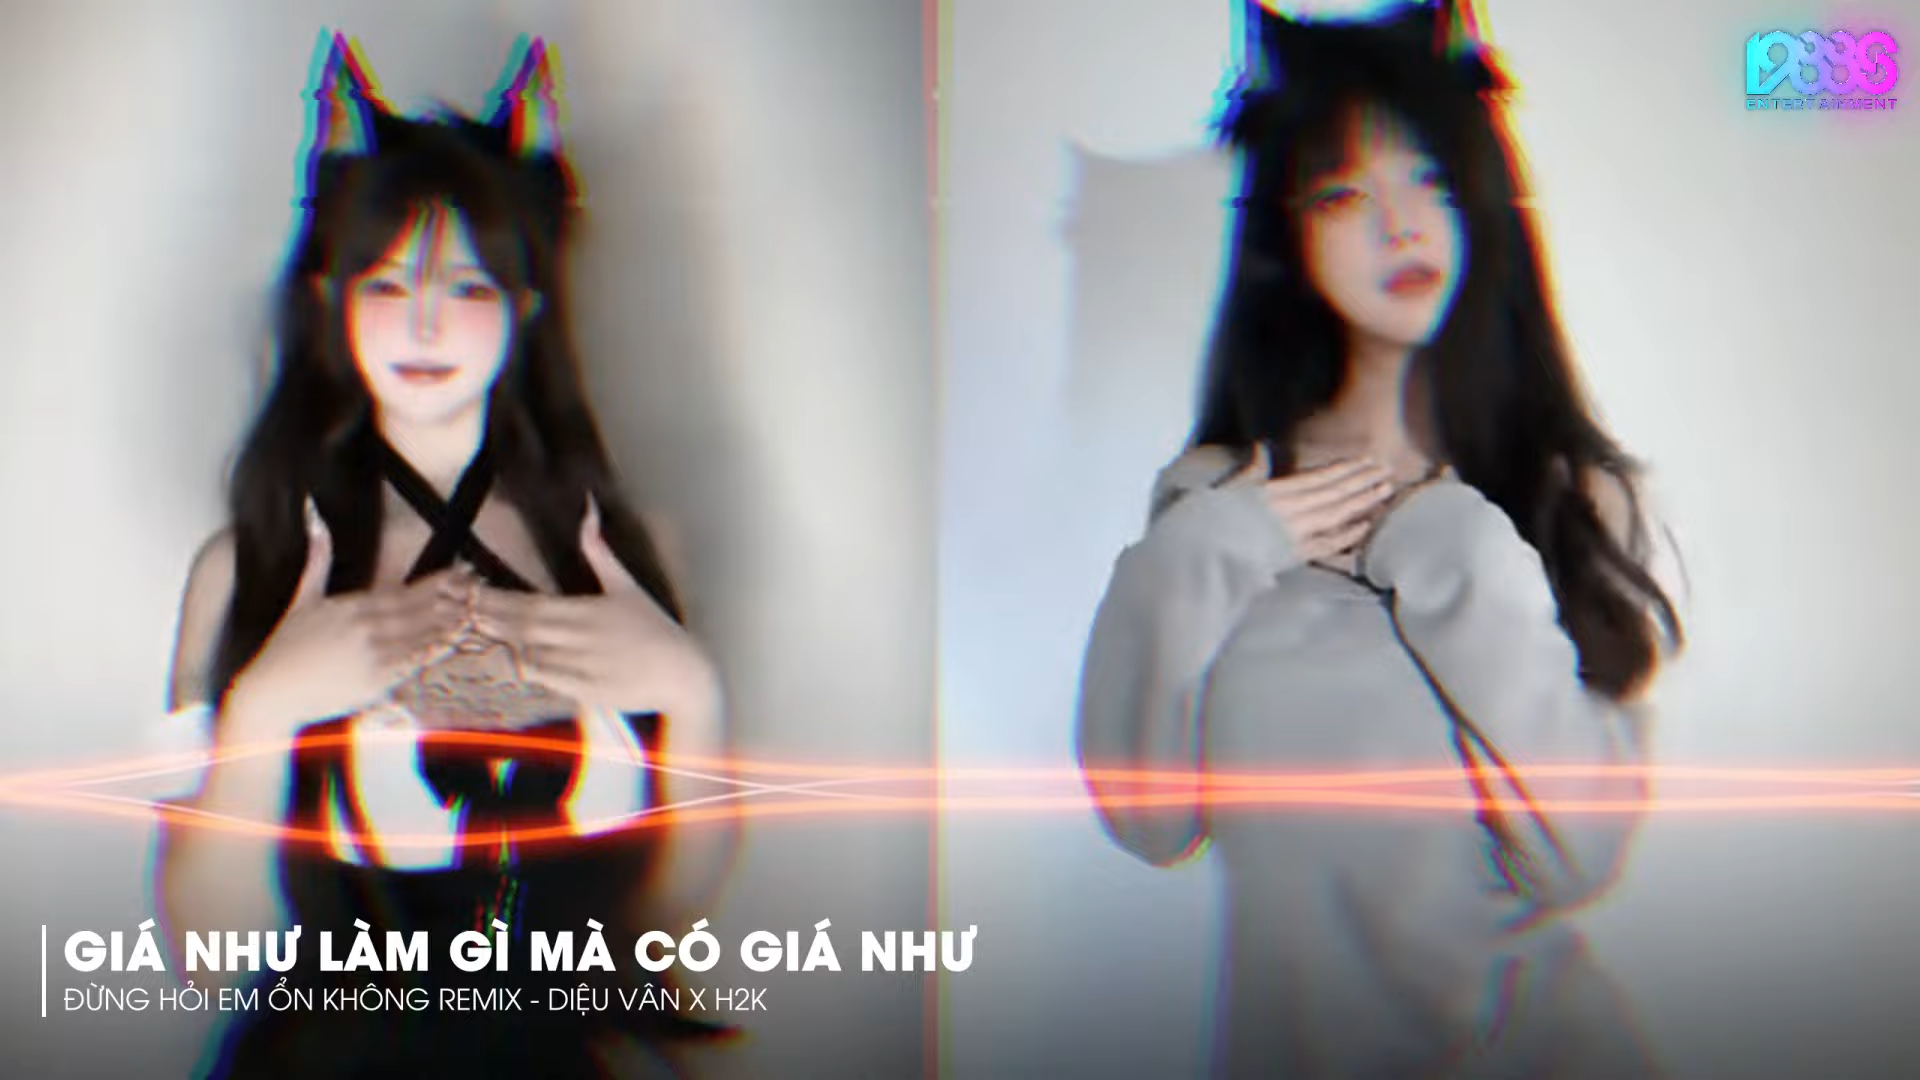 1988S
ENTERTAINMENT
GIÁ NHƯ LÀM GÌ MÀ CÓ GIÁ NHƯ
ĐỪNG HỎI EM ỔN KHÔNG REMIX - DIỆU VÂN X H2K